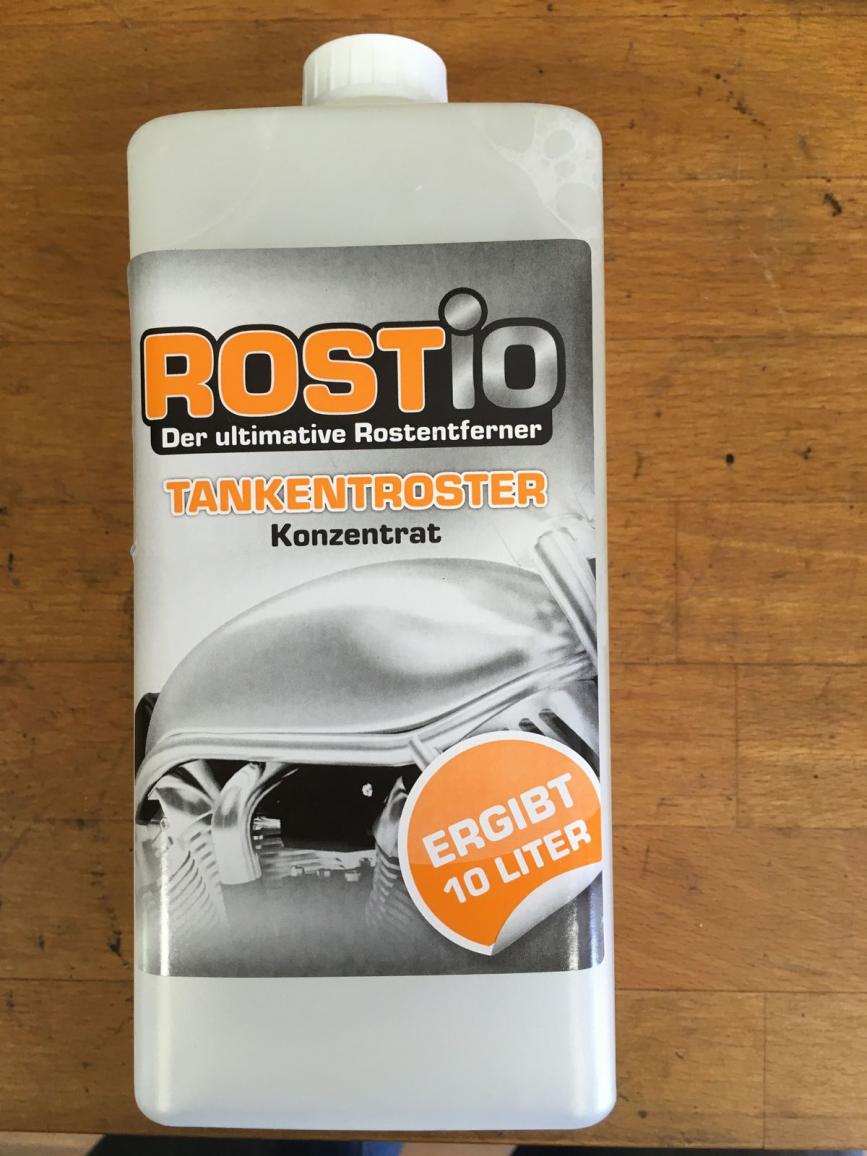 ROSTiO
Der ultimative Rostentferner
TANKENTROSTER
Konzentrat
ERGIBT
10 LITER